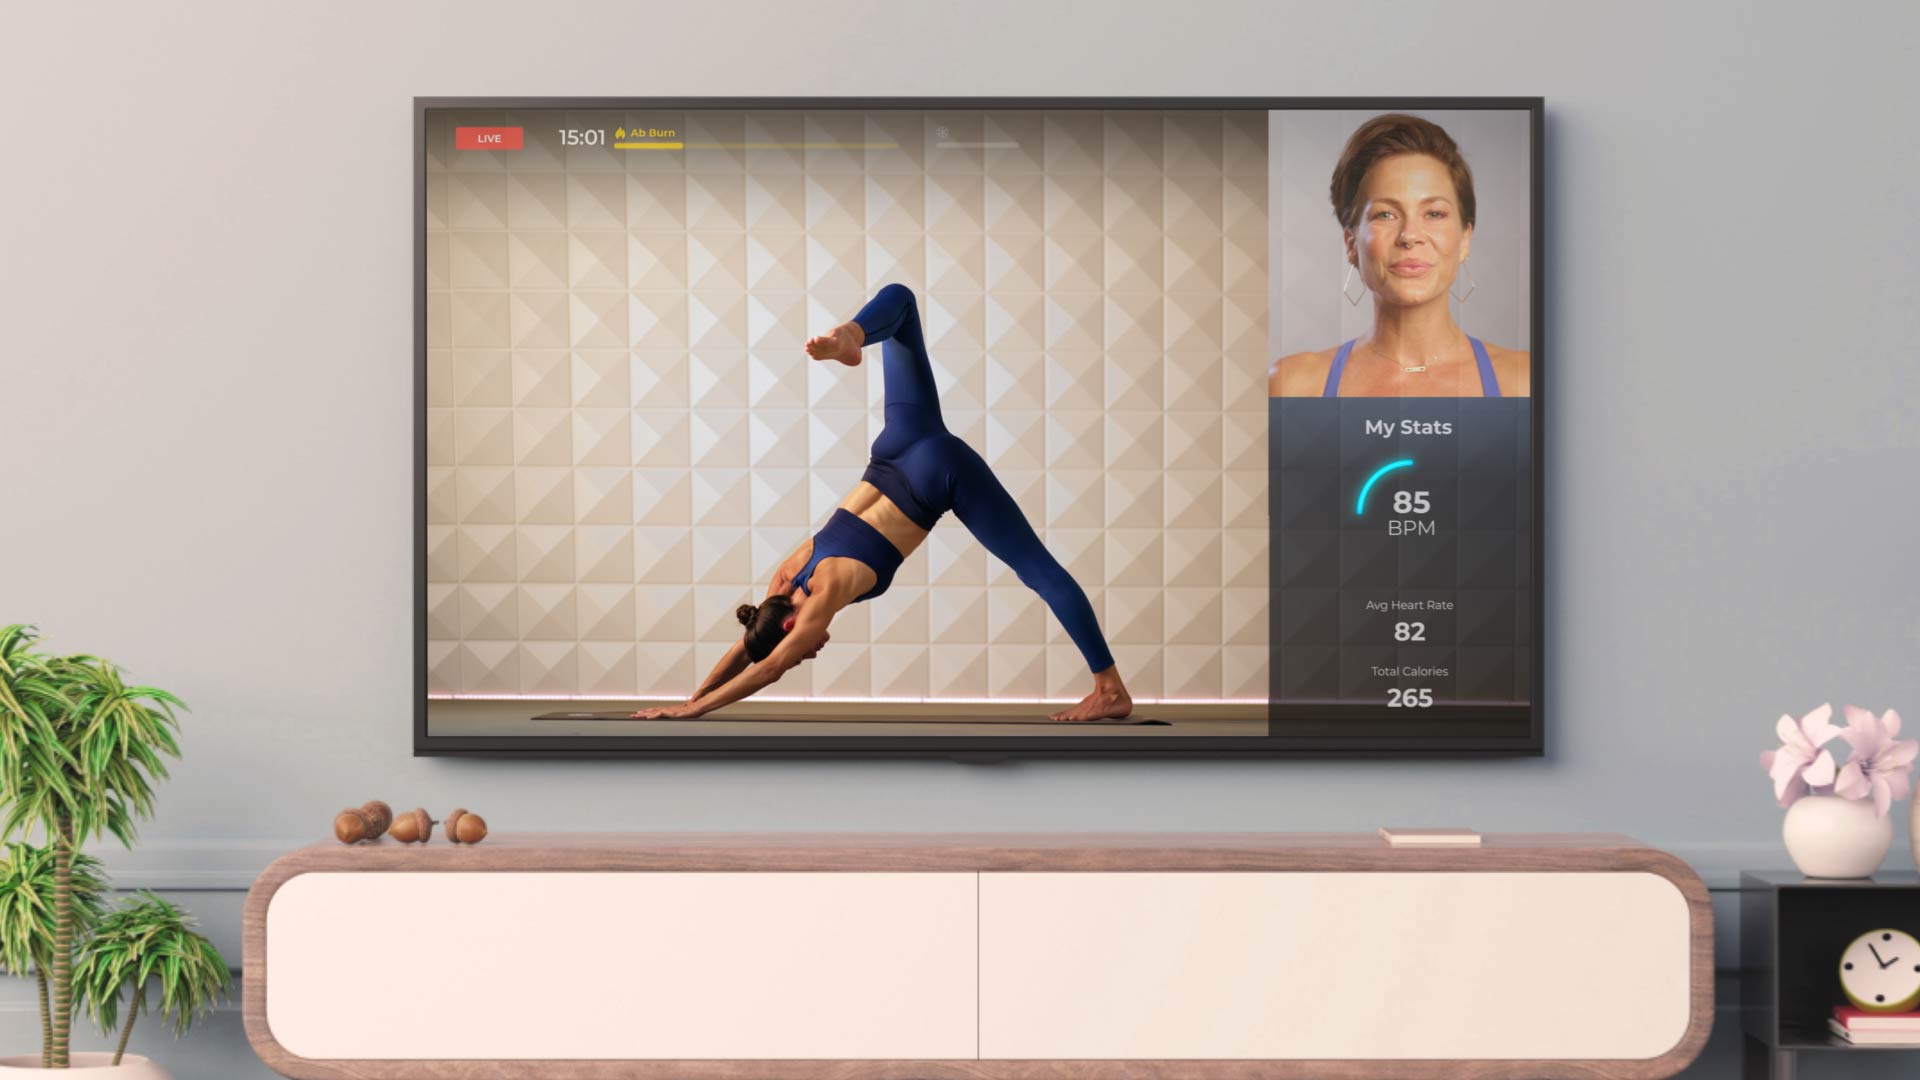 LIVE
15:01
Ab Burn
My Stats
85
BPM
Avg Heart Rate
82
Total Calories
265